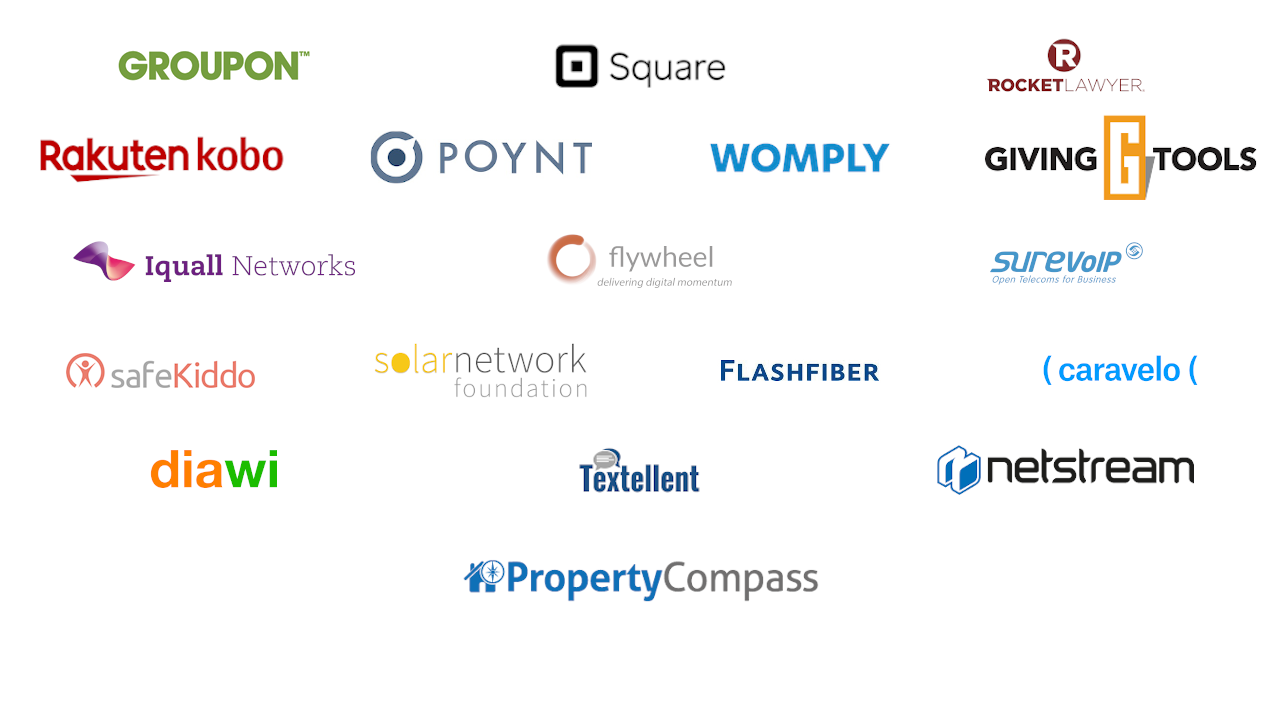 GROUPON™
Square
R
ROCKETLAWYER.
Rakuten kobo
POYNT
WOMPLY
GIVING G TOOLS
Iquall Networks
flywheel
delivering digital momentum
SUREVoIP S
Open Telecoms for Business
safeKiddo
solarnetwork
foundation
FLASHFIBER
( caravelo (
diawi
Textellent
netstream
PropertyCompass